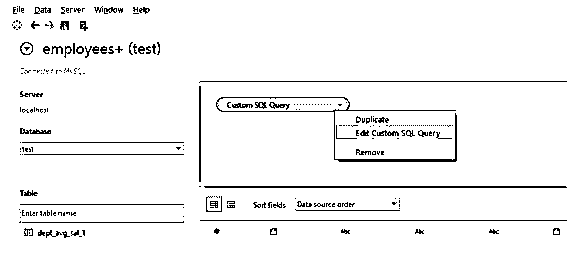 File Data Server Window Help
employees+ (test)
Connected to MySQL
Server
localhost
Database
test
Table
Enter table name
dept_avg_sal_1
Custom SQL Query
Duplicate
Edit Custom SQL Query
Remove
Sort fields Data source order
Abc Abc Abc